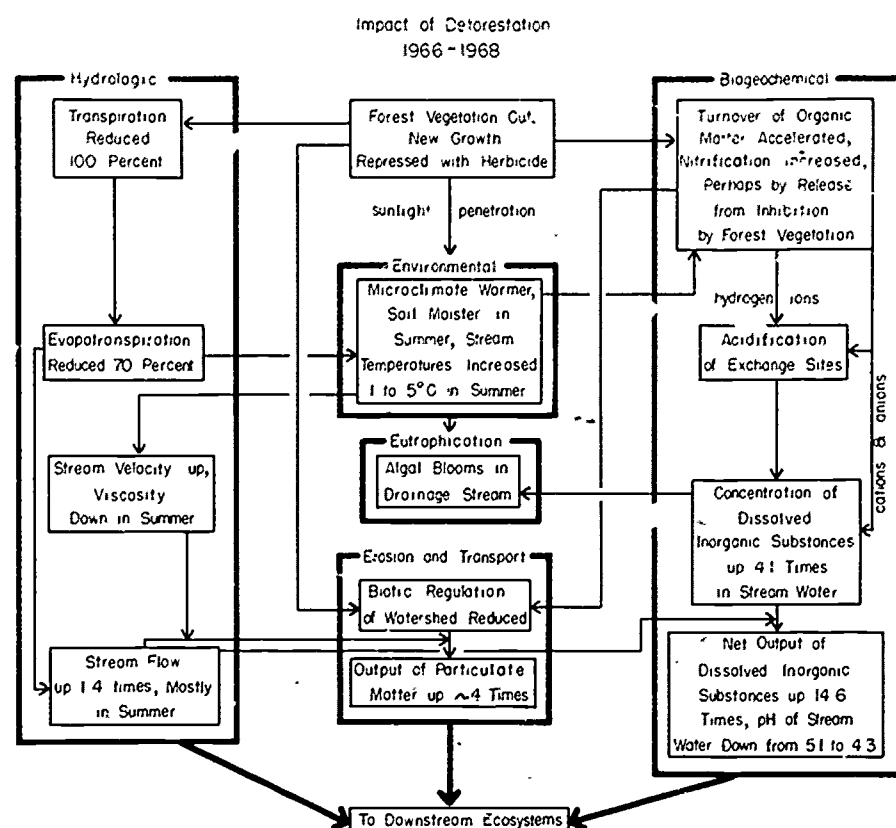 Impact of Deforestation
1966-1968
Hydrologic
Transpiration
Reduced
100 Percent
Evopotranspiration
Reduced 70 Percent
Stream Velocity up,
Viscosity
Down in Summer
Stream Flow
up 1 4 times, Mostly
in Summer
Forest Vegetation Cut,
New Growth
Repressed with Herbicide
sunlight penetration
Environmental
Microclimate Warmer,
Soil Moister in
Summer, Stream
Temperatures Increased
1 to 5°C in Summer
Eutrophication
Algal Blooms in
Drainage Stream
Erosion and Transport
Biotic Regulation
of Watershed Reduced
Output of Particulate
Matter up ~4 Times
Biogeochemical
Turnover of Organic
Matter Accelerated,
Nitrification Increased,
Perhaps by Release
from Inhibition
by Forest Vegetation
hydrogen ions
Acidification
of Exchange Sites
cations & anions
Concentration of
Dissolved
Inorganic Substances
up 4 1 Times
in Stream Water
Net Output of
Dissolved Inorganic
Substances up 14 6
Times, pH of Stream
Water Down from 5 1 to 4 3
To Downstream Ecosystems